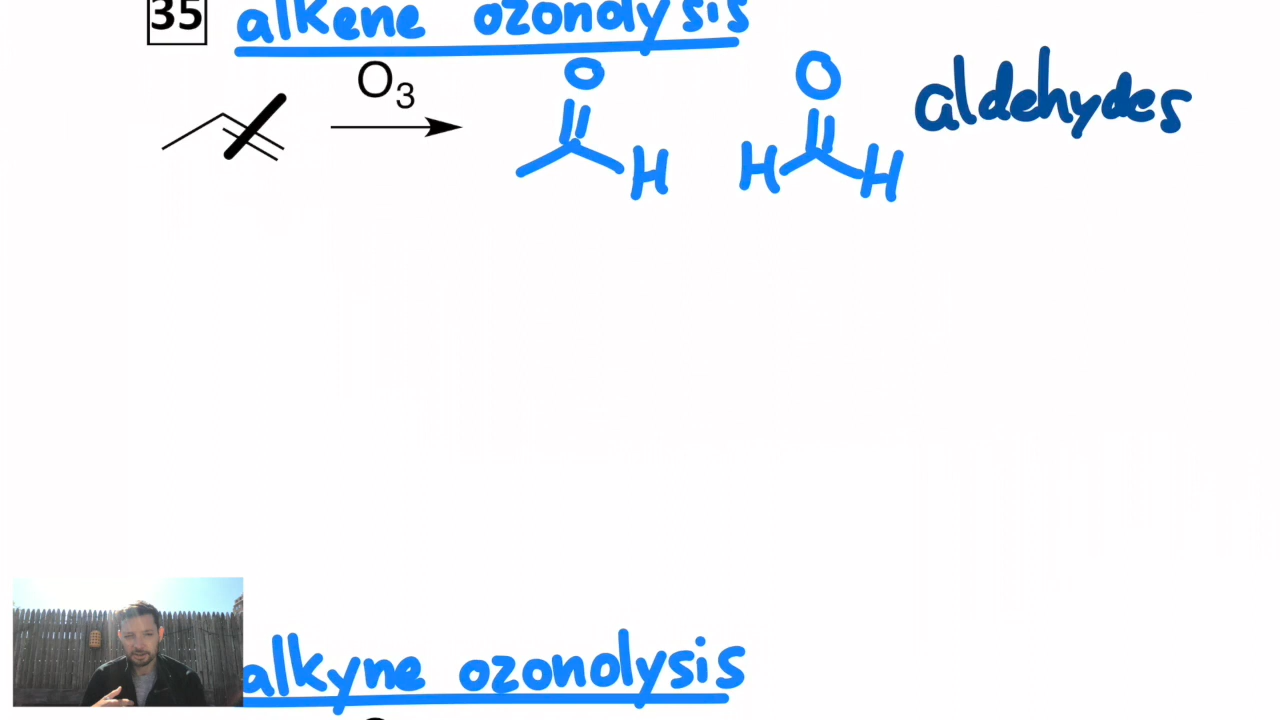 35 alkene ozonolysis
O₃
O
H
O
H H
aldehydes
alkyne ozonolysis